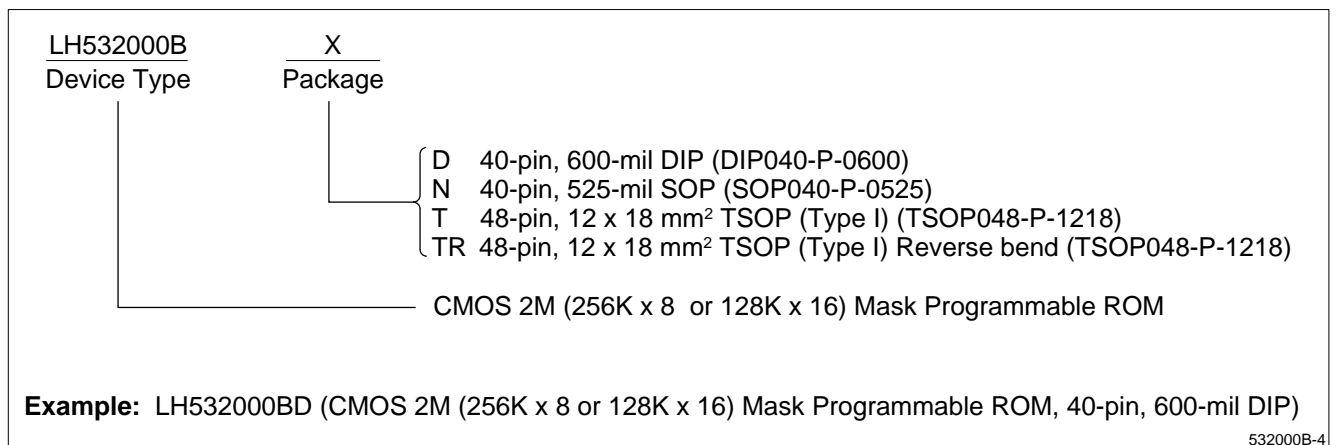 LH532000B X
Device Type Package
D 40-pin, 600-mil DIP (DIP040-P-0600)
N 40-pin, 525-mil SOP (SOP040-P-0525)
T 48-pin, 12 x 18 mm² TSOP (Type I) (TSOP048-P-1218)
TR 48-pin, 12 x 18 mm² TSOP (Type I) Reverse bend (TSOP048-P-1218)
CMOS 2M (256K x 8 or 128K x 16) Mask Programmable ROM
Example: LH532000BD (CMOS 2M (256K x 8 or 128K x 16) Mask Programmable ROM, 40-pin, 600-mil DIP)
532000B-4